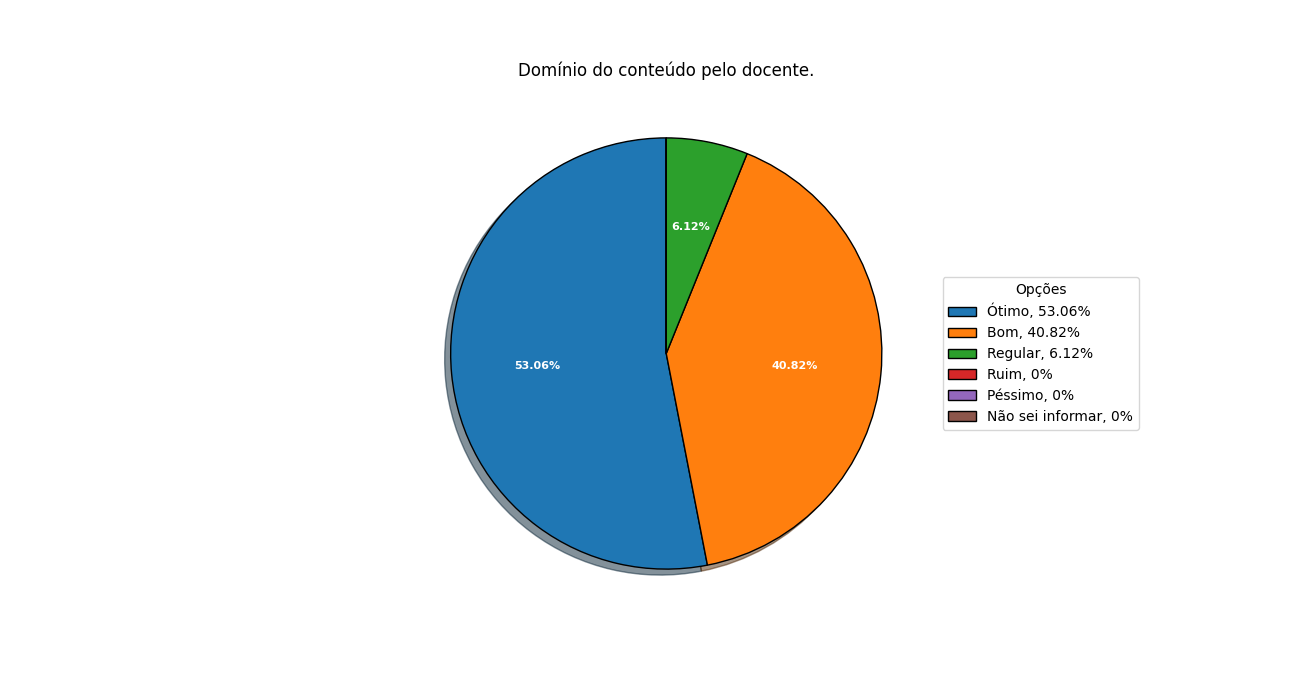 Domínio do conteúdo pelo docente.
6.12%
53.06%
40.82%
Opções
Ótimo, 53.06%
Bom, 40.82%
Regular, 6.12%
Ruim, 0%
Péssimo, 0%
Não sei informar, 0%